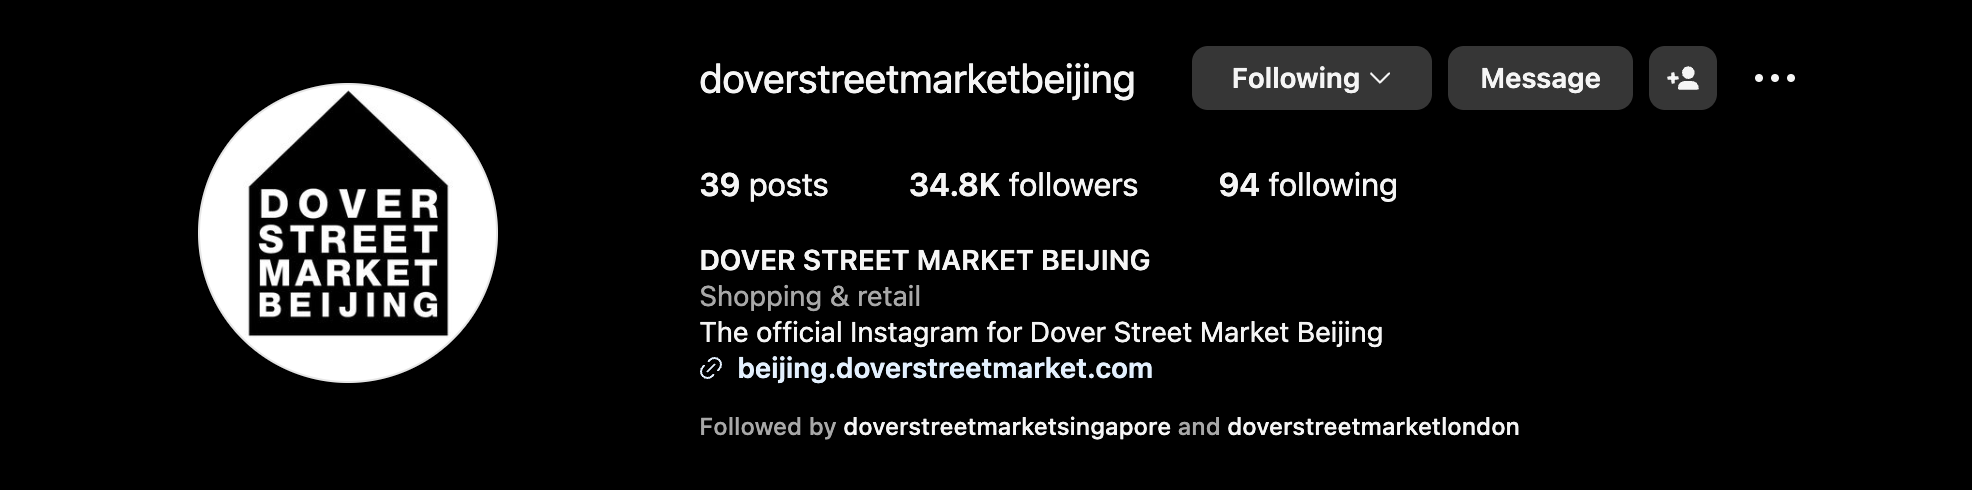 DOVER
STREET
MARKET
BEIJING
doverstreetmarketbeijing
Following
Message
39 posts
34.8K followers
94 following
DOVER STREET MARKET BEIJING
Shopping & retail
The official Instagram for Dover Street Market Beijing
beijing.doverstreetmarket.com
Followed by doverstreetmarketsingapore and doverstreetmarketlondon